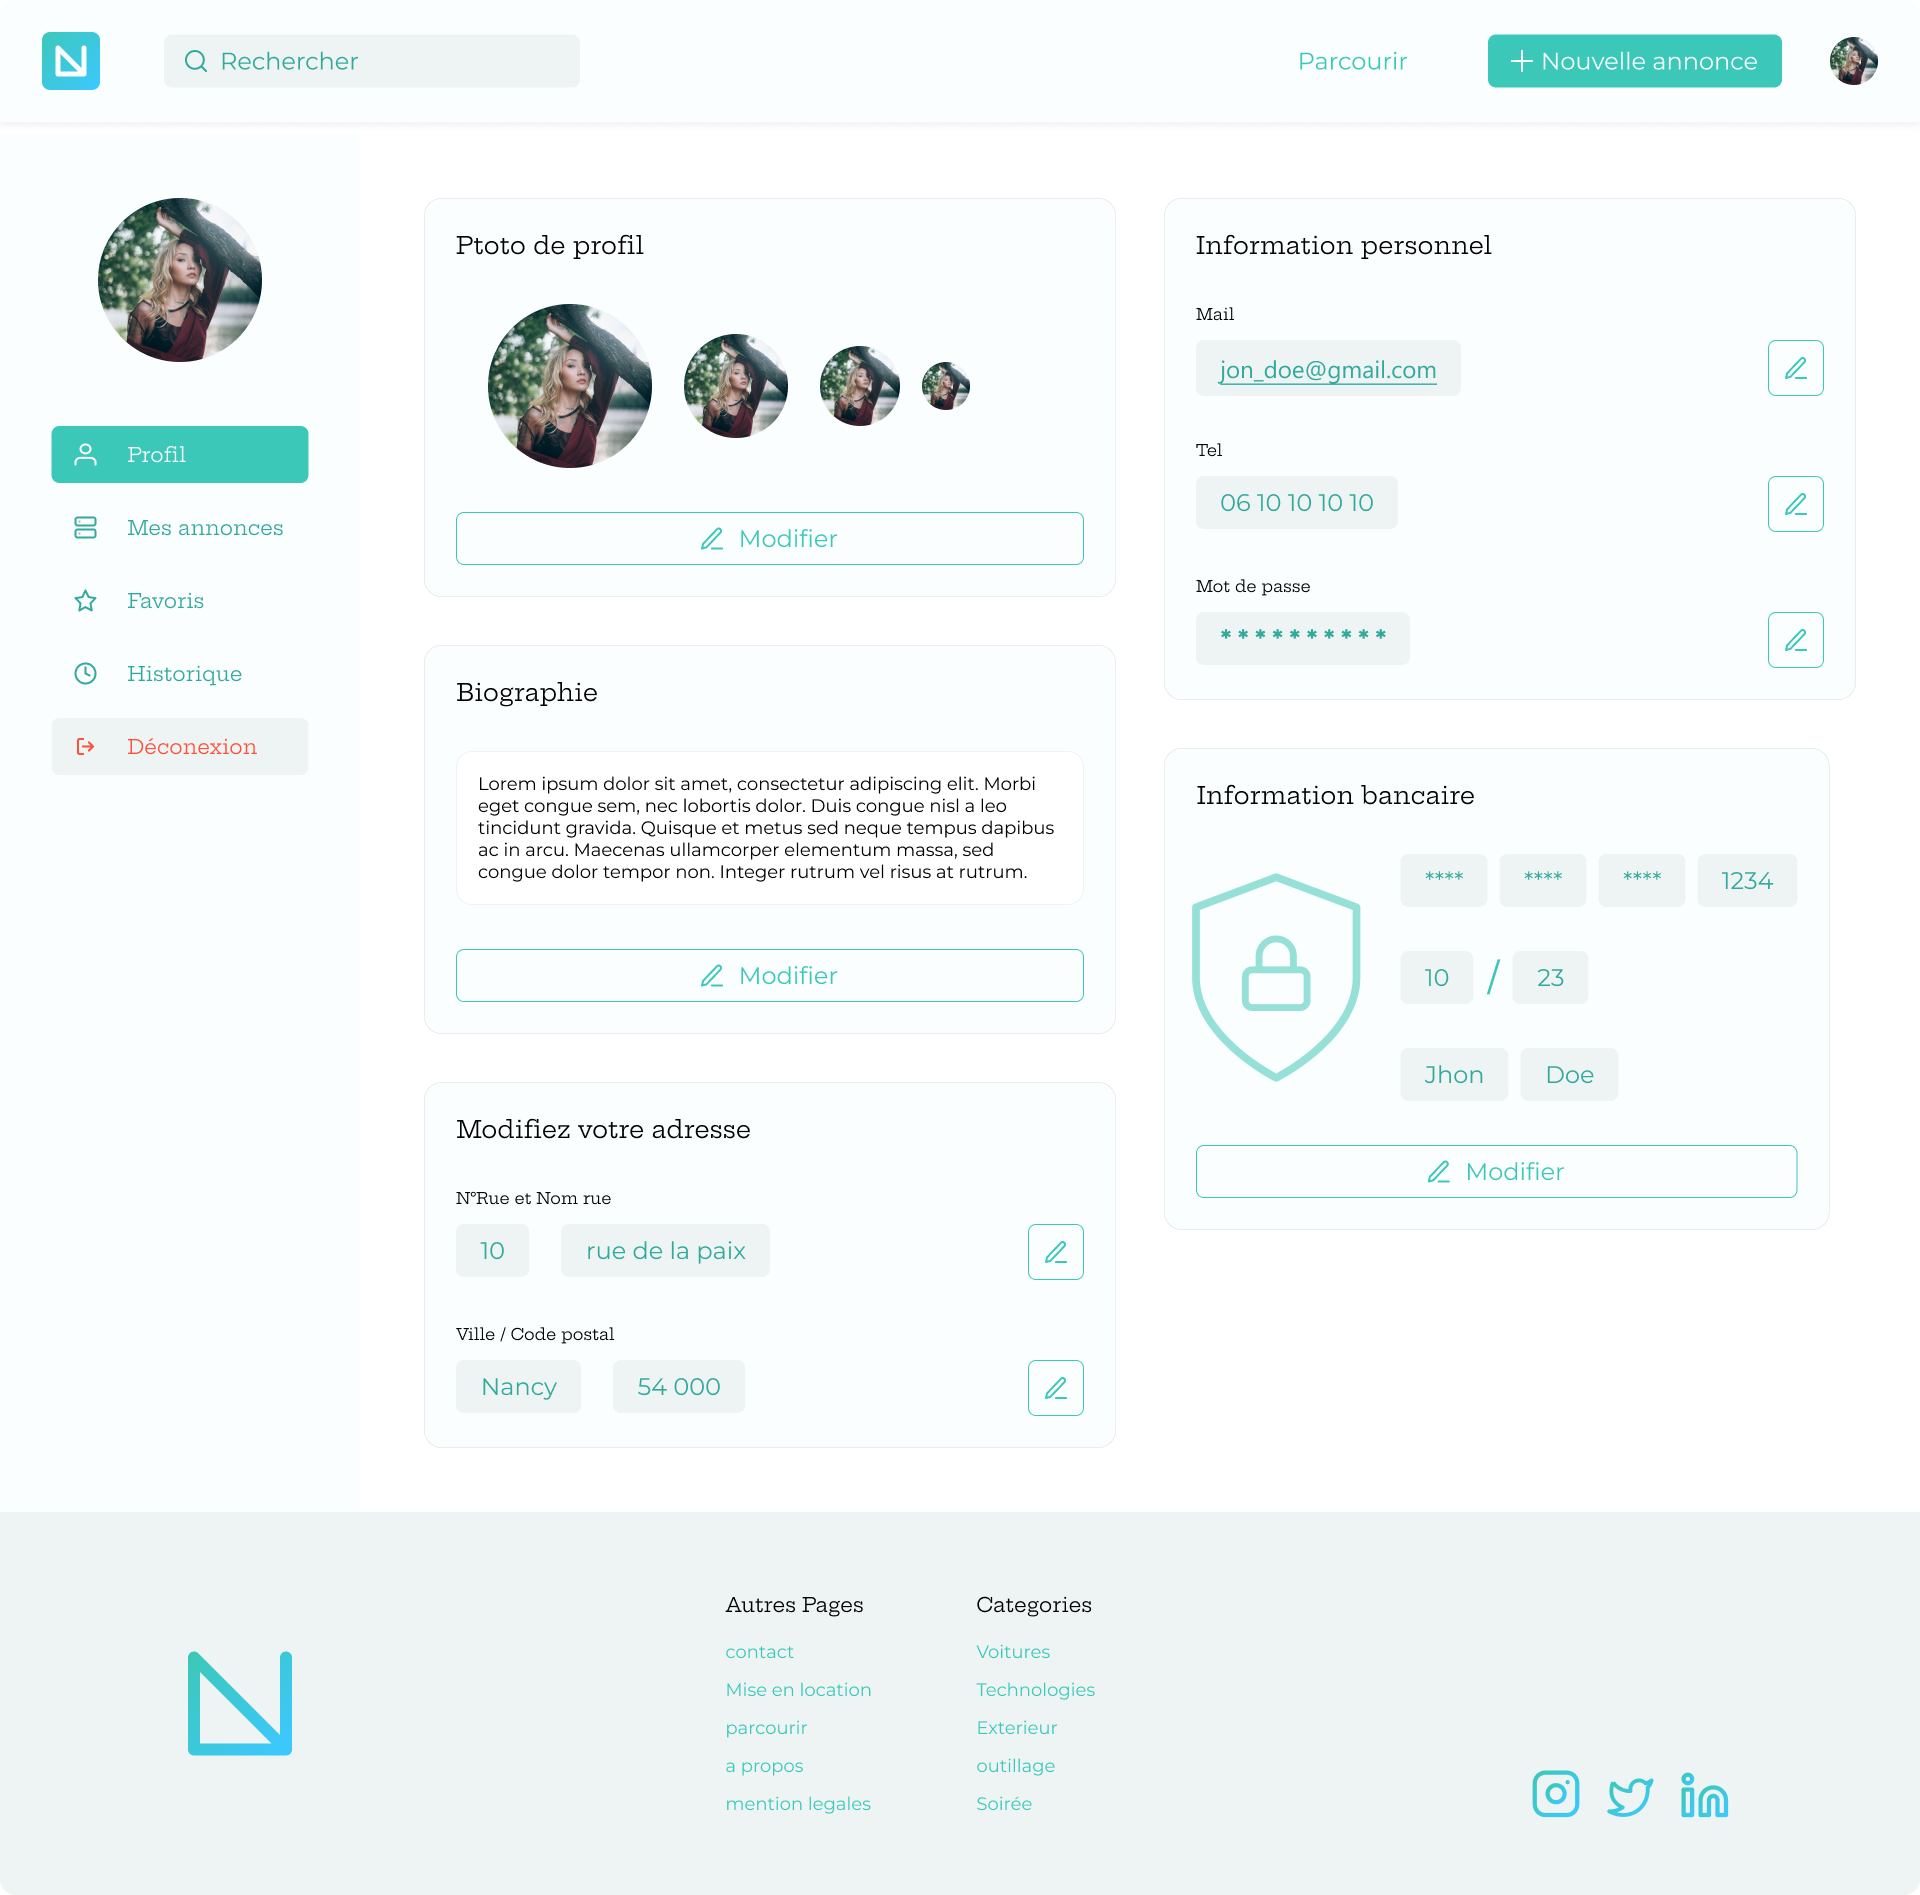 Rechercher
Parcourir
Nouvelle annonce
Profil
Mes annonces
Favoris
Historique
Déconexion
Ptoto de profil
Modifier
Biographie
Lorem ipsum dolor sit amet, consectetur adipiscing elit. Morbi
eget congue sem, nec lobortis dolor. Duis congue nisl a leo
tincidunt gravida. Quisque et metus sed neque tempus dapibus
ac in arcu. Maecenas ullamcorper elementum massa, sed
congue dolor tempor non. Integer rutrum vel risus at rutrum.
Modifier
Modifiez votre adresse
N°Rue et Nom rue
10 rue de la paix
Ville / Code postal
Nancy 54 000
Information personnel
Mail
jon_doe@gmail.com
Tel
06 10 10 10 10
Mot de passe
* * * * * * * * * *
Information bancaire
**** **** **** 1234
10 / 23
Jhon Doe
Modifier
Autres Pages
contact
Mise en location
parcourir
a propos
mention legales
Categories
Voitures
Technologies
Exterieur
outillage
Soirée